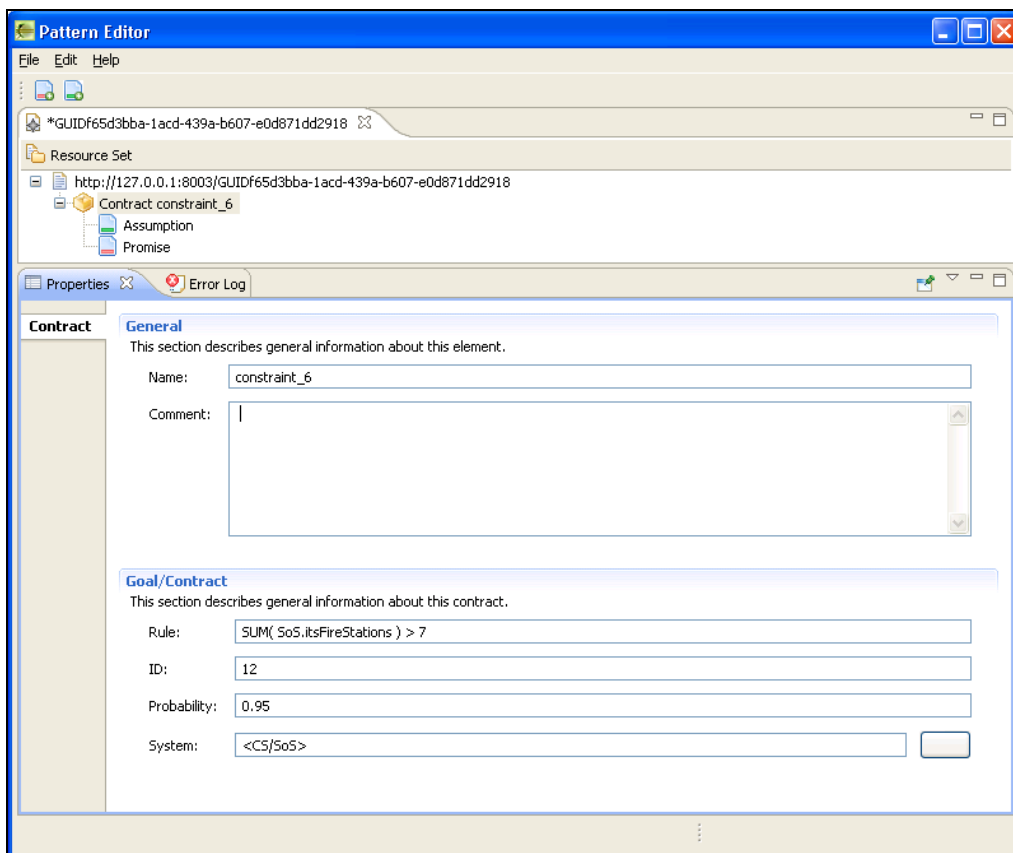 Pattern Editor
File Edit Help
*GUIDf65d3bba-1acd-439a-b607-e0d871dd2918
Resource Set
http://127.0.0.1:8003/GUIDf65d3bba-1acd-439a-b607-e0d871dd2918
Contract constraint_6
Assumption
Promise
Properties Error Log
Contract
General
This section describes general information about this element.
Name: constraint_6
Comment:
Goal/Contract
This section describes general information about this contract.
Rule: SUM( SoS.itsFireStations ) > 7
ID: 12
Probability: 0.95
System: <CS/SoS>